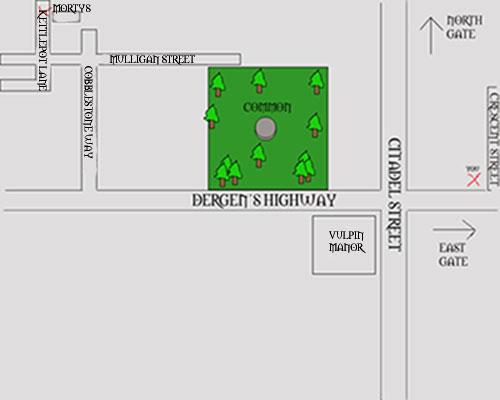 MORTYS
KETTLEPOT LANE
NORTH
GATE
MULLIGAN STREET
COBBLSTONE WAY
COMMON
CRESCENT STREET
CITADEL STREET
YOU
DERGEN'S HIGHWAY
VULPIN
MANOR
EAST
GATE